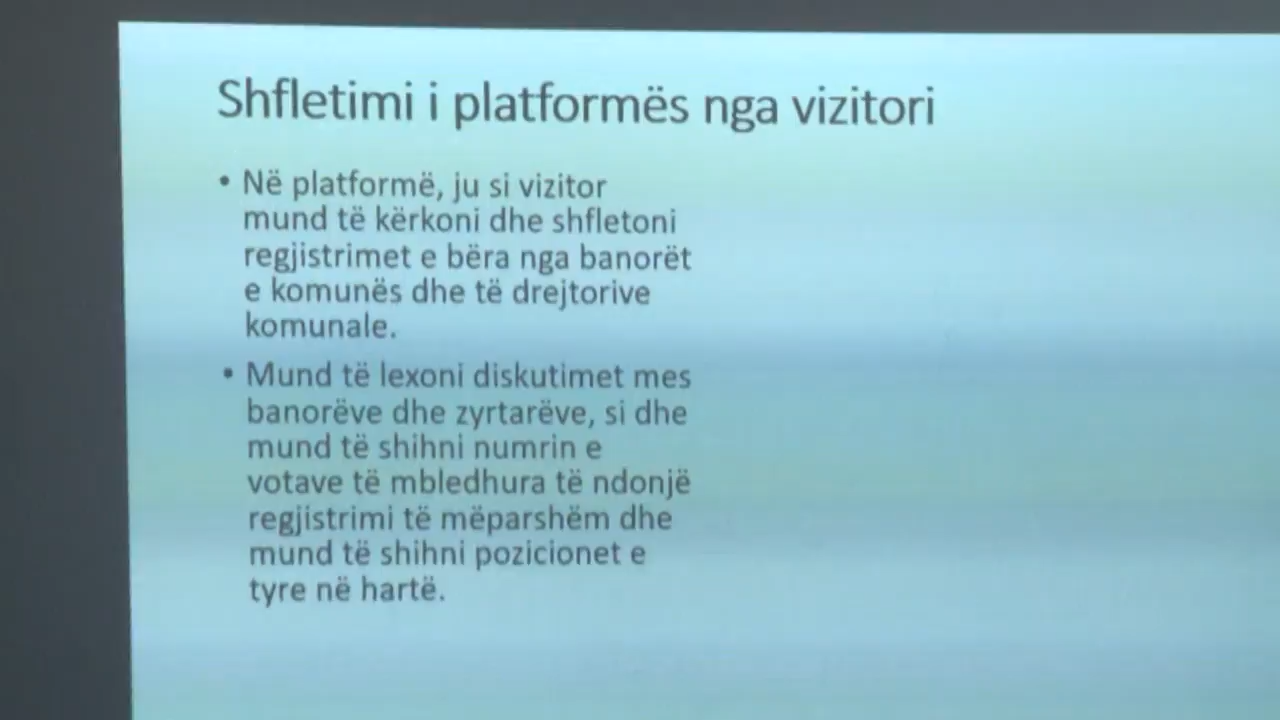 Shfletimi i platformës nga vizitori
• Në platformë, ju si vizitor
mund të kërkoni dhe shfletoni
regjistrimet e bëra nga banorët
e komunës dhe të drejtorive
komunale.
• Mund të lexoni diskutimet mes
banorëve dhe zyrtarëve, si dhe
mund të shihni numrin e
votave të mbledhura të ndonjë
regjistrimi të mëparshëm dhe
mund të shihni pozicionet e
tyre në hartë.